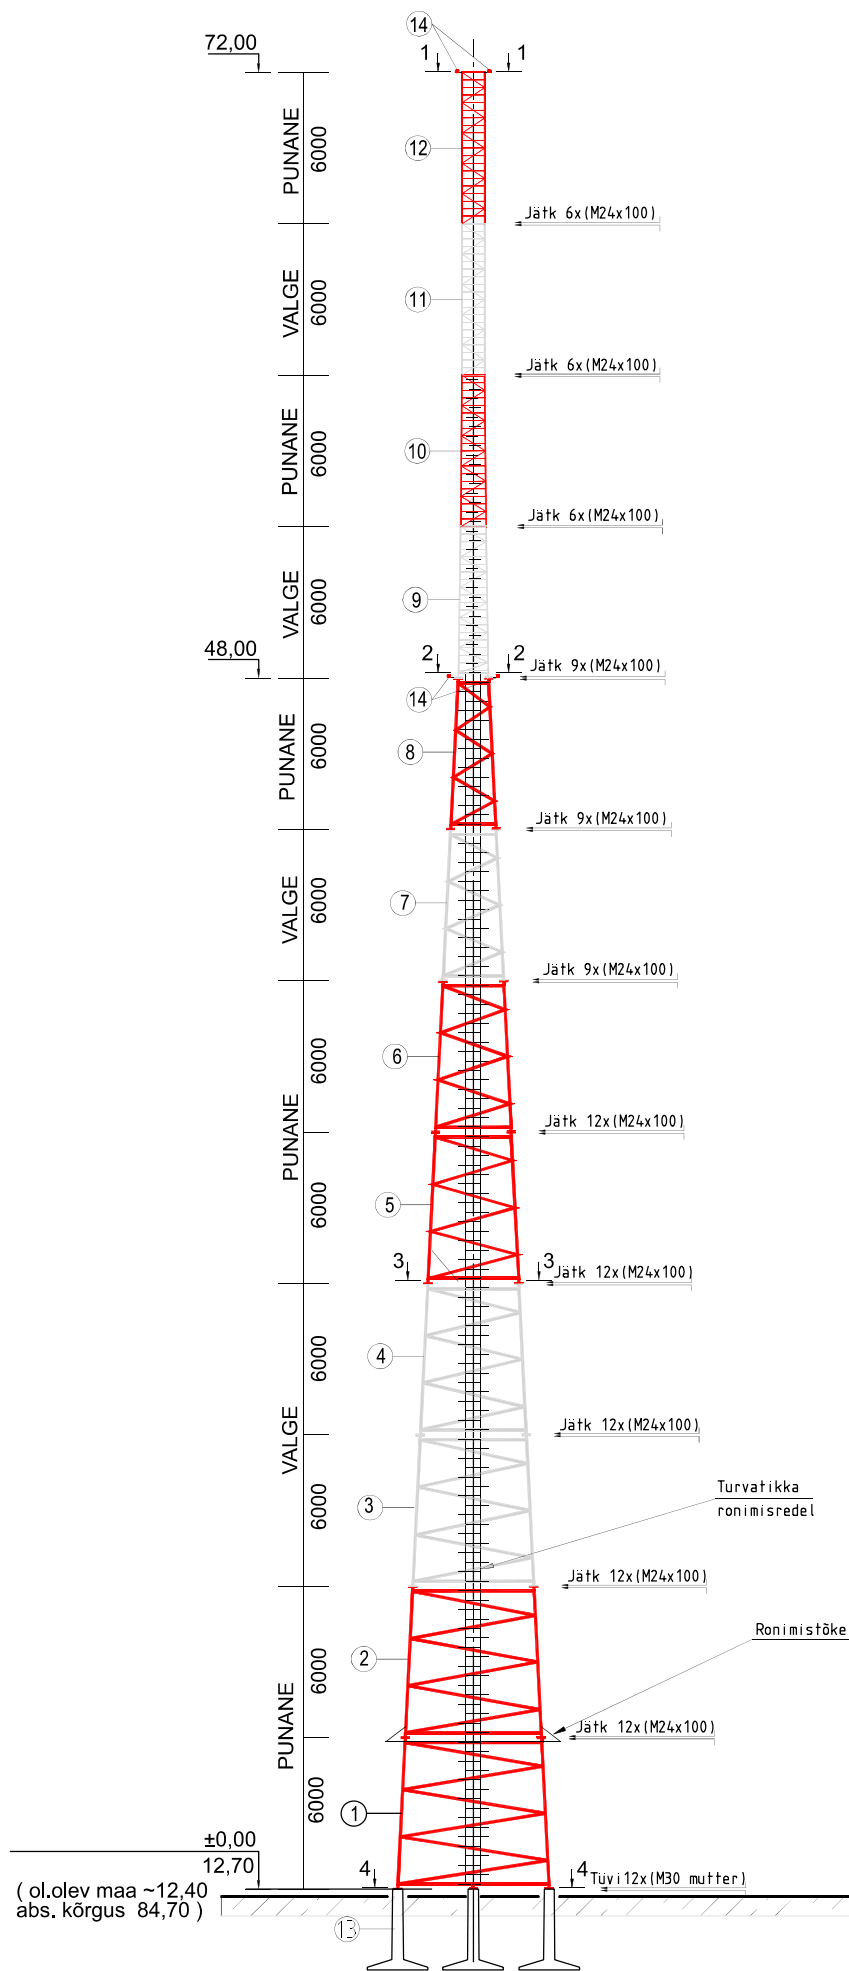 14
72,00
1 1
PUNANE
6000
12
Jätk 6x(M24x100)
VALGE
6000
11
Jätk 6x(M24x100)
PUNANE
6000
10
Jätk 6x(M24x100)
VALGE
6000
9
48,00
2 2
Jätk 9x(M24x100)
14
PUNANE
6000
8
Jätk 9x(M24x100)
VALGE
6000
7
Jätk 9x(M24x100)
PUNANE
6000
6
Jätk 12x(M24x100)
6000
5
3 3
Jätk 12x(M24x100)
VALGE
6000
4
Jätk 12x(M24x100)
6000
3
Turvatikka
ronimisredel
Jätk 12x(M24x100)
PUNANE
6000
2
Ronimistõke
Jätk 12x(M24x100)
6000
1
±0,00
12,70
4 4
Tüvi12x(M30 mutter)
( ol.olev maa ~12,40
abs. kõrgus 84,70 )
13